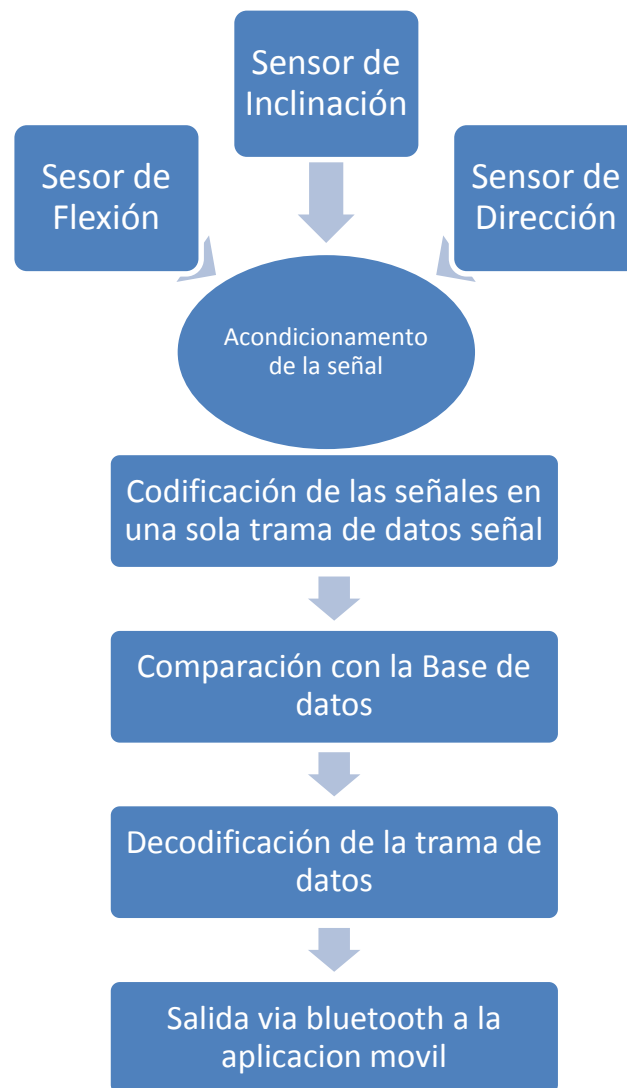 Sensor de
Inclinación
Sesor de
Flexión
Sensor de
Dirección
Acondicionamento
de la señal
Codificación de las señales en
una sola trama de datos señal
Comparación con la Base de
datos
Decodificación de la trama de
datos
Salida via bluetooth a la
aplicacion movil